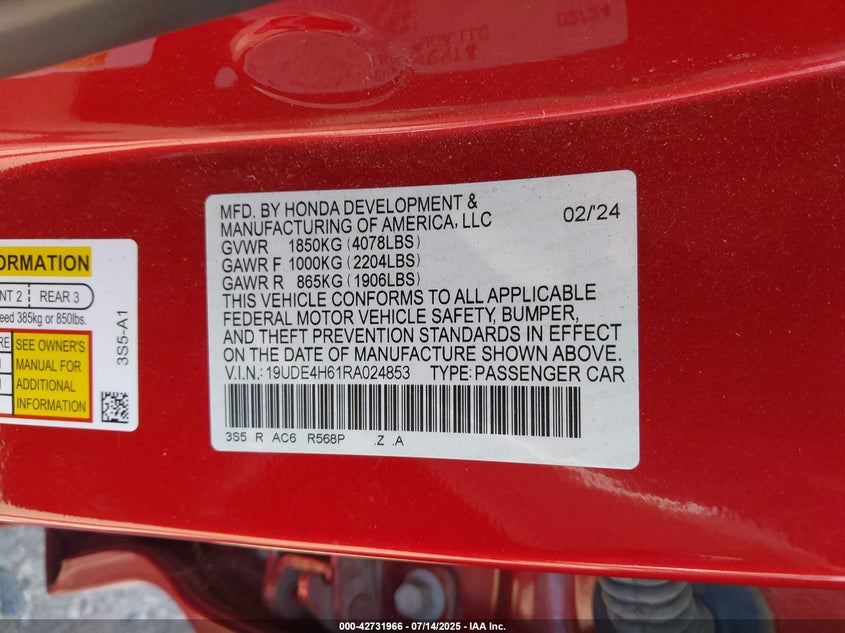 MFD. BY HONDA DEVELOPMENT &
MANUFACTURING OF AMERICA, LLC 02/'24
GVWR 1850KG (4078LBS)
GAWR F 1000KG (2204LBS)
GAWR R 865KG (1906LBS)
THIS VEHICLE CONFORMS TO ALL APPLICABLE
FEDERAL MOTOR VEHICLE SAFETY, BUMPER,
AND THEFT PREVENTION STANDARDS IN EFFECT
ON THE DATE OF MANUFACTURE SHOWN ABOVE.
V.I.N.: 19UDE4H61RA024853 TYPE: PASSENGER CAR
3S5 R AC6 R568P .Z .A
ORMATION
NT 2 REAR 3
eed 385kg or 850lbs.
RE SEE OWNER'S
MANUAL FOR
ADDITIONAL
INFORMATION
3S5-A1
02/'24
000-42731966 - 07/14/2025 - IAA Inc.